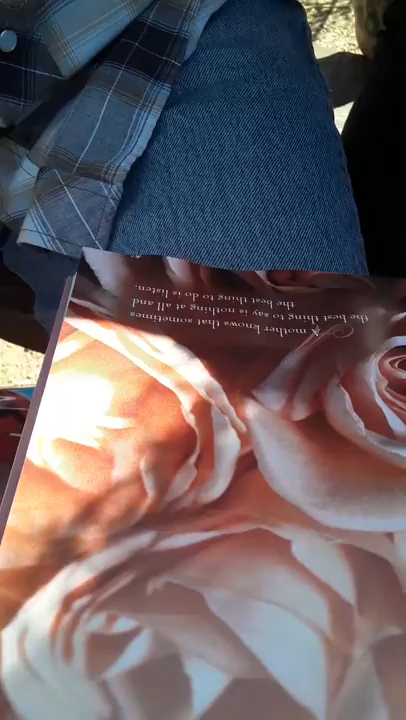 A mother knows that sometimes
the best thing to say is nothing at all and
the best thing to do is listen.